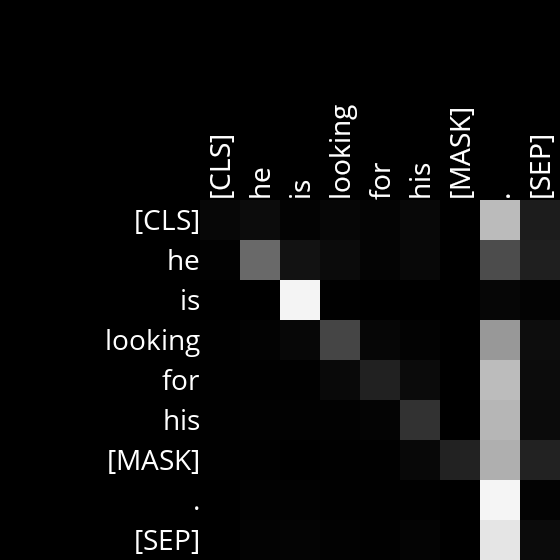 [CLS] he is looking for his [MASK] . [SEP]
[CLS]
he
is
looking
for
his
[MASK]
.
[SEP]